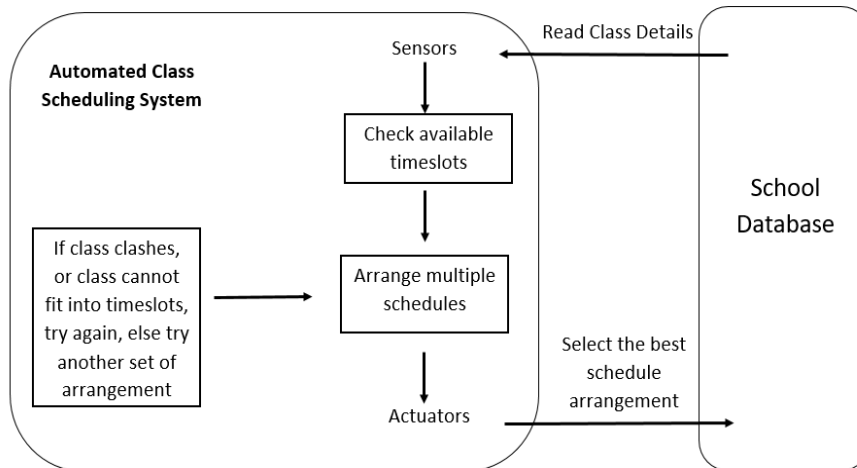 Read Class Details
Sensors
Automated Class
Scheduling System
Check available
timeslots
School
Database
If class clashes,
or class cannot
fit into timeslots,
try again, else try
another set of
arrangement
Arrange multiple
schedules
Select the best
schedule
arrangement
Actuators